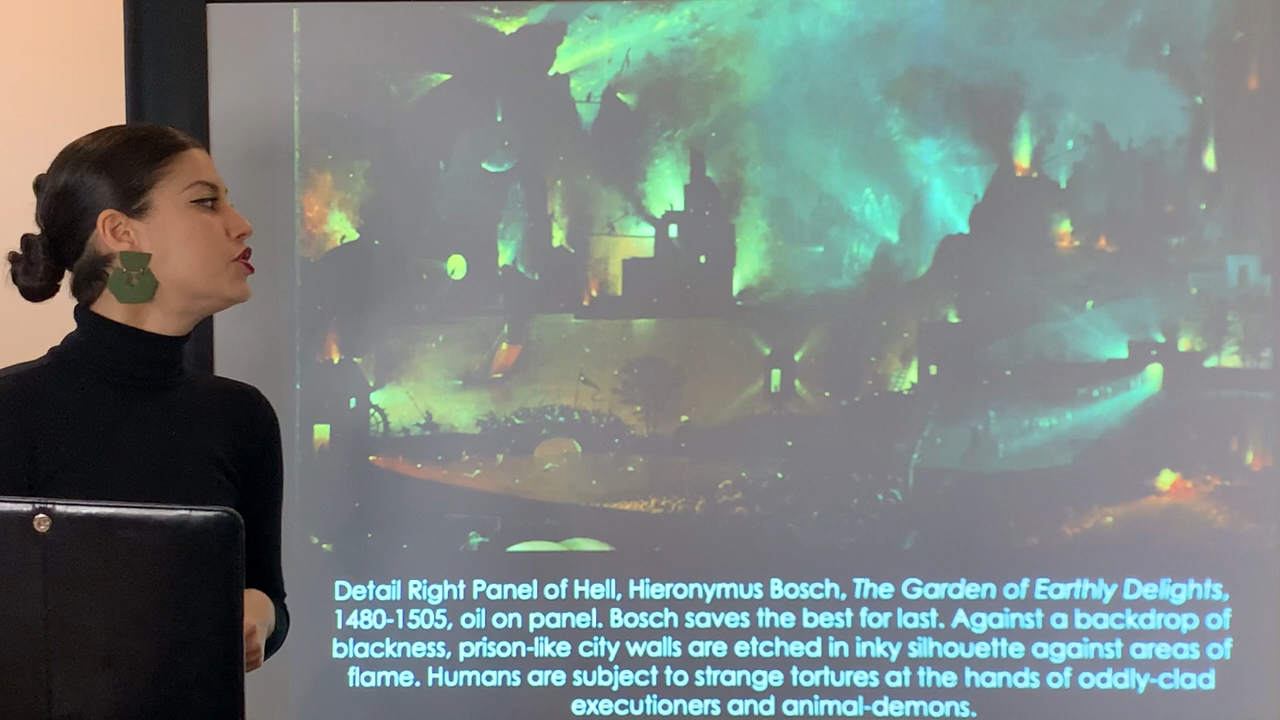 Detail Right Panel of Hell, Hieronymus Bosch, The Garden of Earthly Delights,
1480-1505, oil on panel. Bosch saves the best for last. Against a backdrop of
blackness, prison-like city walls are etched in inky silhouette against areas of
flame. Humans are subject to strange tortures at the hands of oddly-clad
executioners and animal-demons.